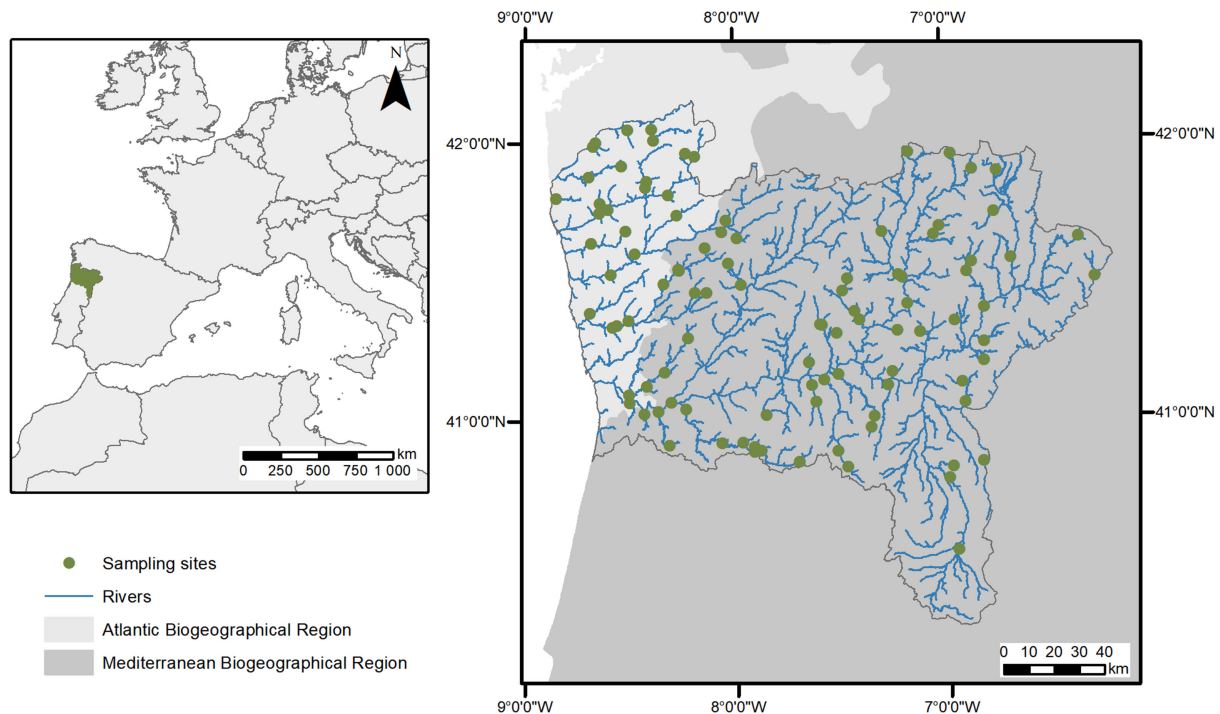 9°0'0"W 8°0'0"W 7°0'0"W
N
42°0'0"N 42°0'0"N
41°0'0"N 41°0'0"N
km
0 250 500 750 1 000
Sampling sites
Rivers
Atlantic Biogeographical Region
Mediterranean Biogeographical Region
0 10 20 30 40
km
9°0'0"W 8°0'0"W 7°0'0"W